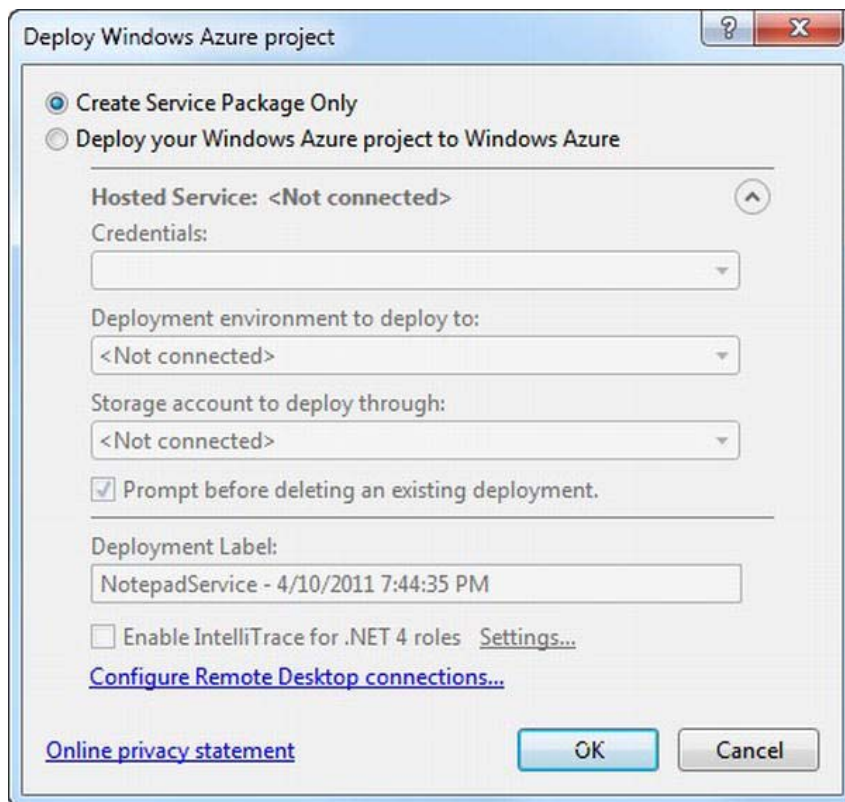 Deploy Windows Azure project
Create Service Package Only
Deploy your Windows Azure project to Windows Azure
Hosted Service: <Not connected>
Credentials:
Deployment environment to deploy to:
<Not connected>
Storage account to deploy through:
<Not connected>
Prompt before deleting an existing deployment.
Deployment Label:
NotepadService - 4/10/2011 7:44:35 PM
Enable IntelliTrace for .NET 4 roles Settings...
Configure Remote Desktop connections...
Online privacy statement OK Cancel